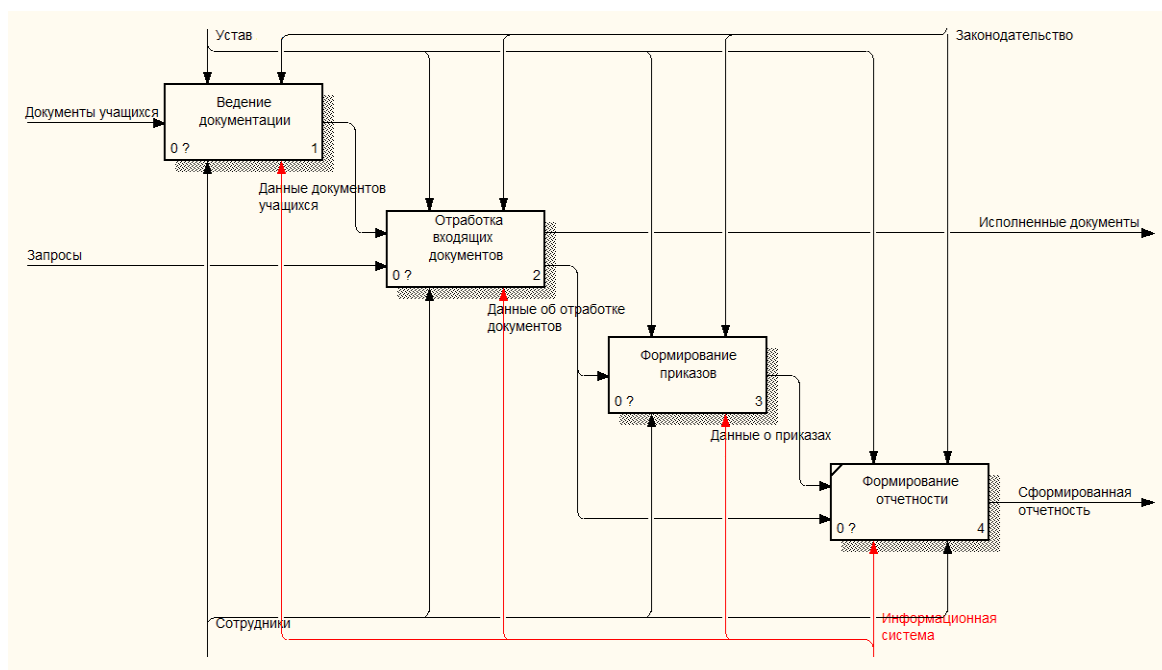 Устав
Законодательство
Документы учащихся
Ведение
документации
0 ?
1
Данные документов
учащихся
Отработка
входящих
документов
0 ?
2
Исполненные документы
Запросы
Данные об отработке
документов
Формирование
приказов
0 ?
3
Данные о приказах
Формирование
отчетности
0 ?
4
Сформированная
отчетность
Сотрудники
Информационная
система